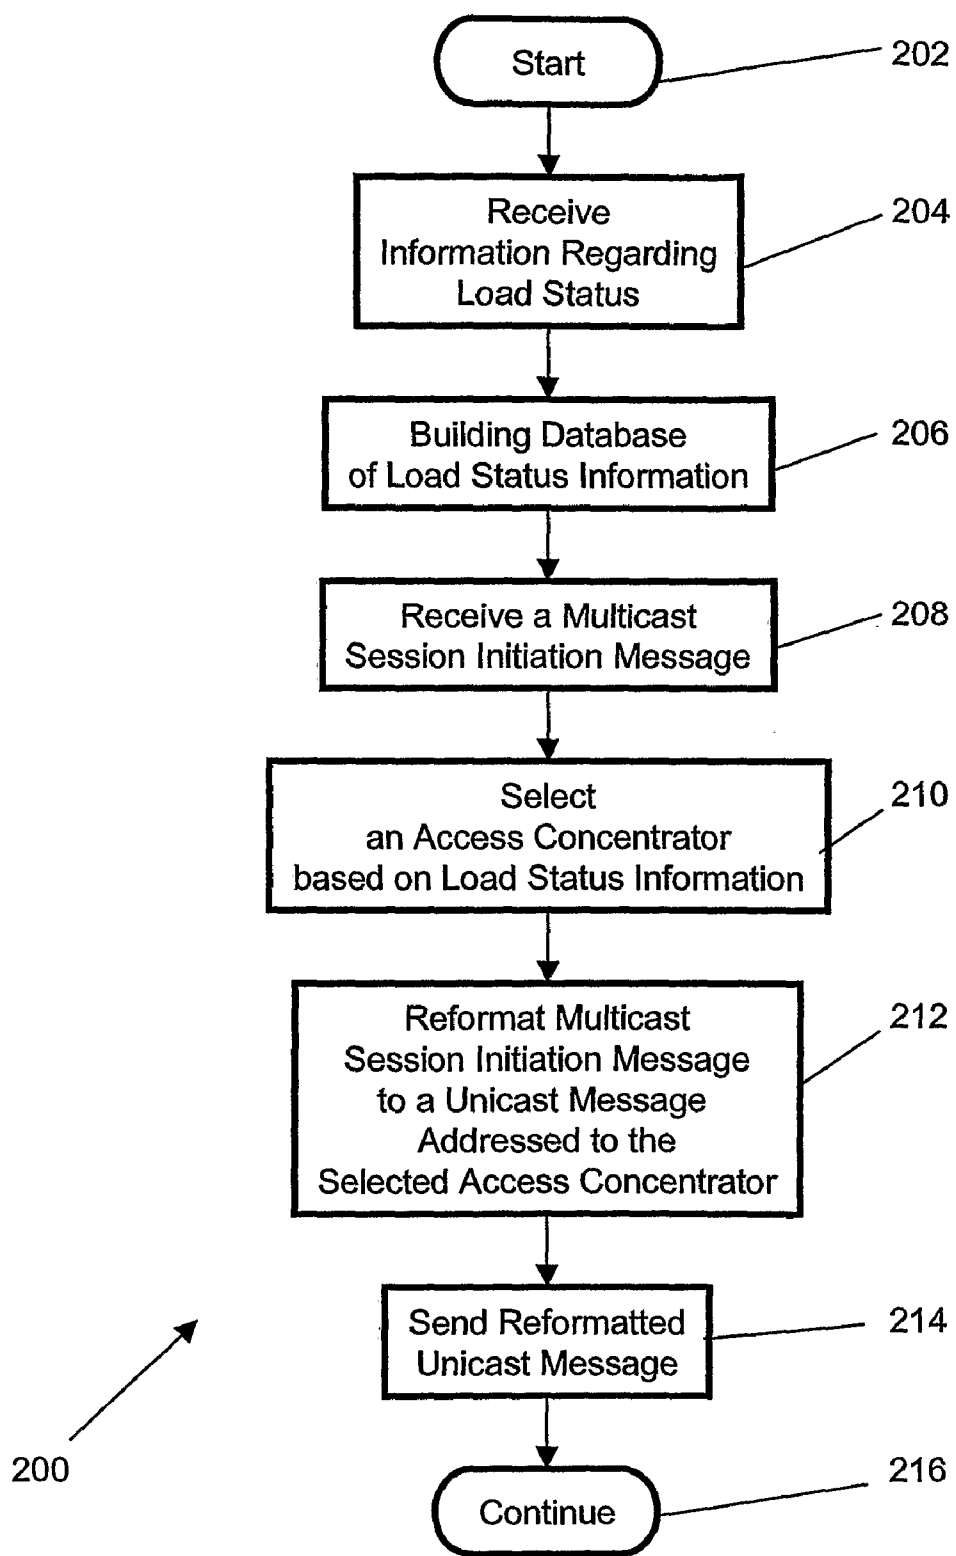 Start
202
Receive
Information Regarding
Load Status
204
Building Database
of Load Status Information
206
Receive a Multicast
Session Initiation Message
208
Select
an Access Concentrator
based on Load Status Information
210
Reformat Multicast
Session Initiation Message
to a Unicast Message
Addressed to the
Selected Access Concentrator
212
Send Reformatted
Unicast Message
214
200
Continue
216